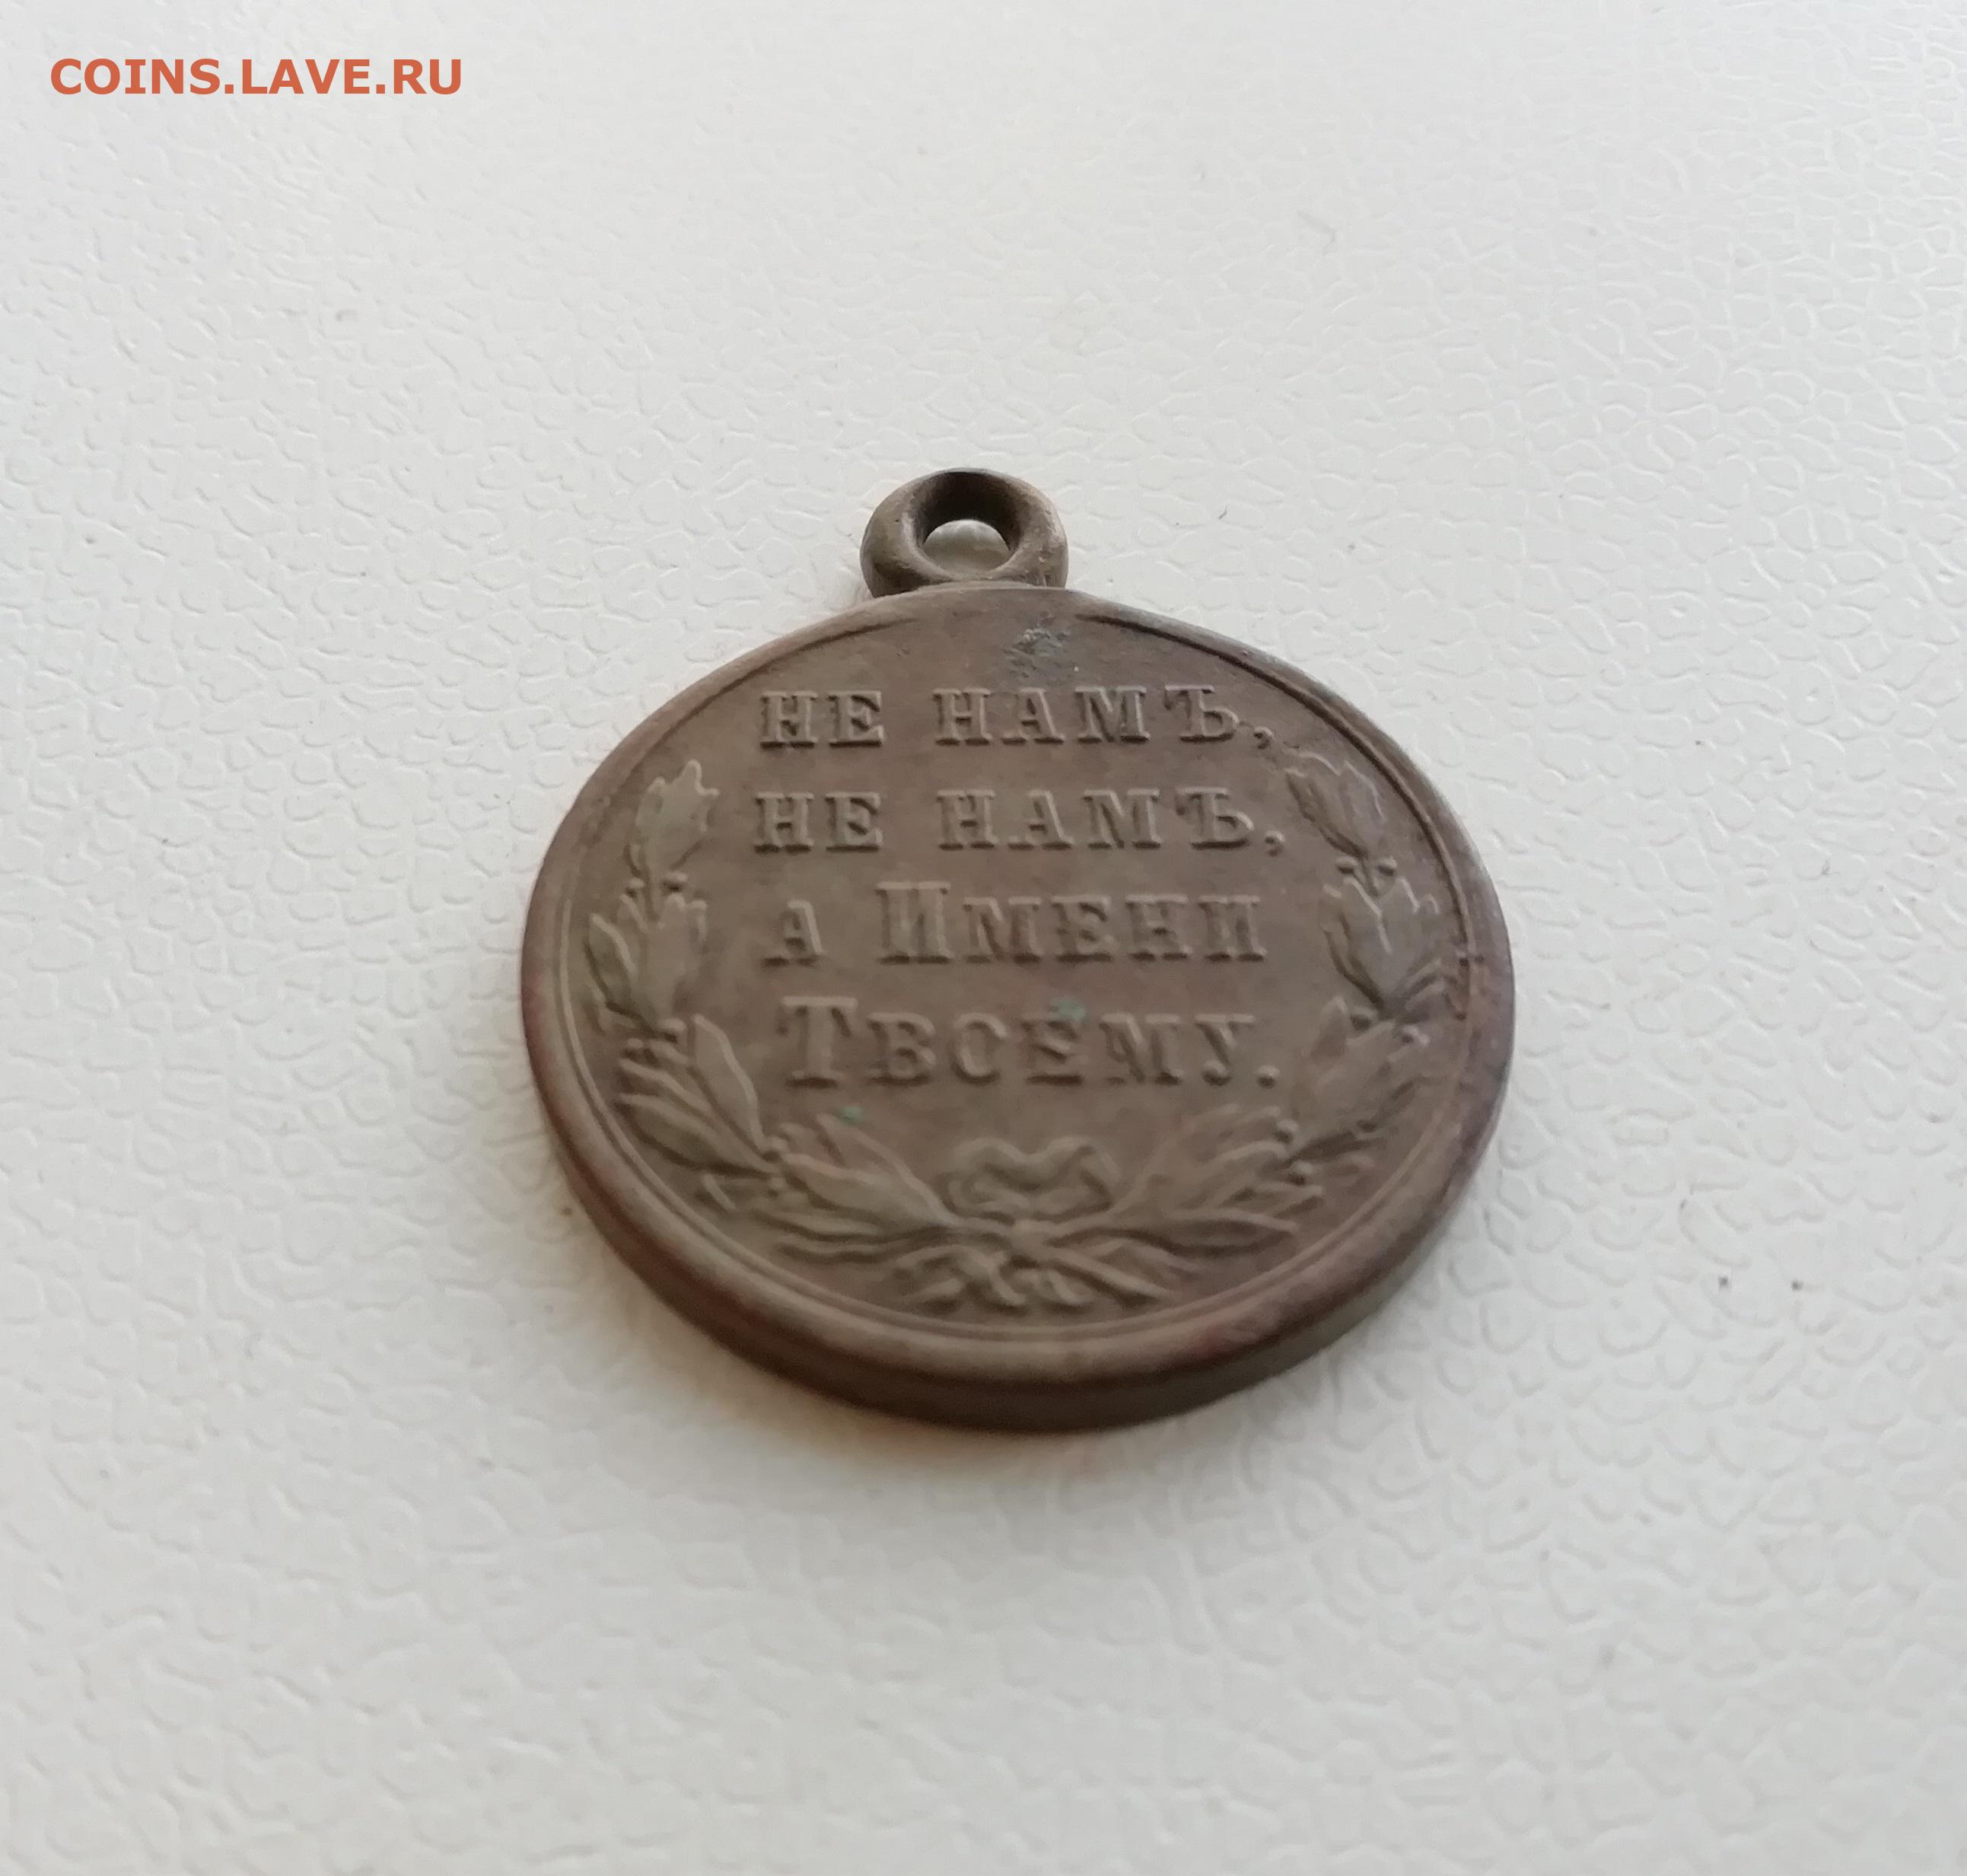 COINS.LAVE.RU
НЕ НАМЪ,
НЕ НАМЪ,
А ИМЕНИ
ТВОЕМУ.